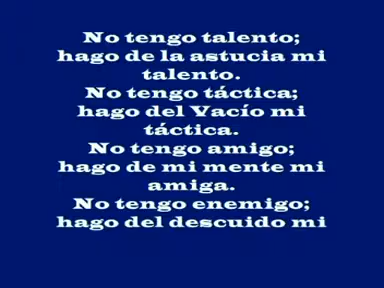 No tengo talento;
hago de la astucia mi
talento.
No tengo táctica;
hago del Vacío mi
táctica.
No tengo amigo;
hago de mi mente mi
amiga.
No tengo enemigo;
hago del descuido mi